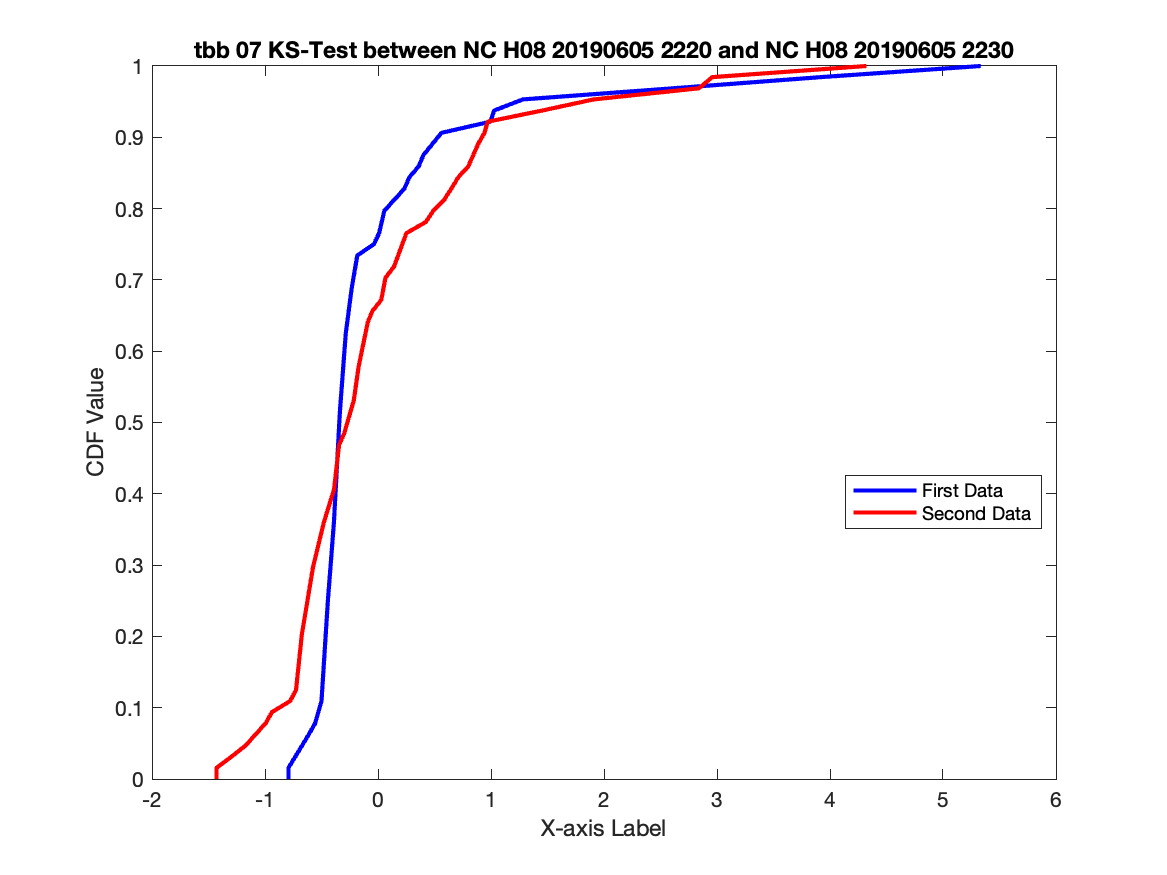 tbb 07 KS-Test between NC H08 20190605 2220 and NC H08 20190605 2230
1
0.9
0.8
0.7
0.6
0.5
0.4
0.3
0.2
0.1
0
CDF Value
First Data
Second Data
-2 -1 0 1 2 3 4 5 6
X-axis Label